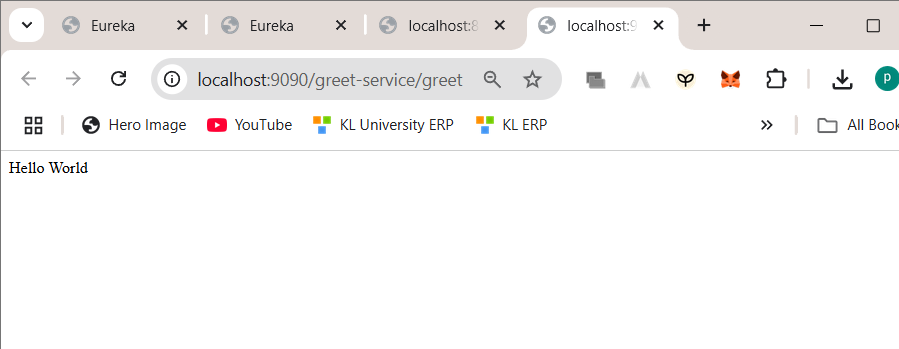 Eureka
Eureka
localhost:8
localhost:9
localhost:9090/greet-service/greet
P
Hero Image
YouTube
KL University ERP
KL ERP
All Book
Hello World